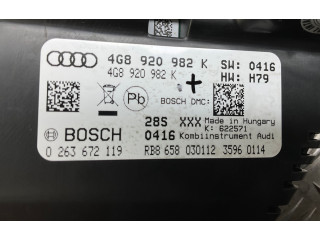 4G8 920 982 K SW: 0416
4G8 920 982 K HW: H79
Pb BOSCH DMC:
28S XXX Made in Hungary
K: 622571
BOSCH 0416 Kombiinstrument Audi
0 263 672 119 RB8 658 030112 3596 0114